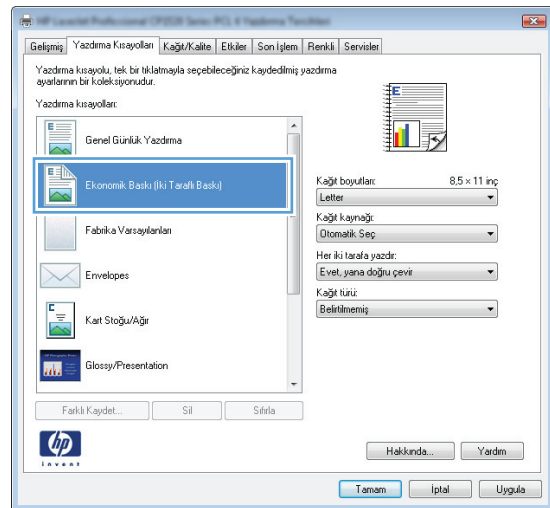 Gelişmiş Yazdırma Kısayolları Kağıt/Kalite Etkiler Son İşlem Renkli Servisler
Yazdırma kısayolu, tek bir tıklatmayla seçebileceğiniz kaydedilmiş yazdırma
ayarlarının bir koleksiyonudur.
Yazdırma kısayolları:
Genel Günlük Yazdırma
Ekonomik Baskı (İki Taraflı Baskı)
Fabrika Varsayılanları
Envelopes
Kart Stoğu/Ağır
Glossy/Presentation
Farklı Kaydet... Sil Sıfırla
E
Kağıt boyutları: 8,5 × 11 inç
Letter
Kağıt kaynağı:
Otomatik Seç
Her iki tarafa yazdır:
Evet, yana doğru çevir
Kağıt türü:
Belirtilmemiş
hp
invent
Hakkında... Yardım
Tamam İptal Uygula